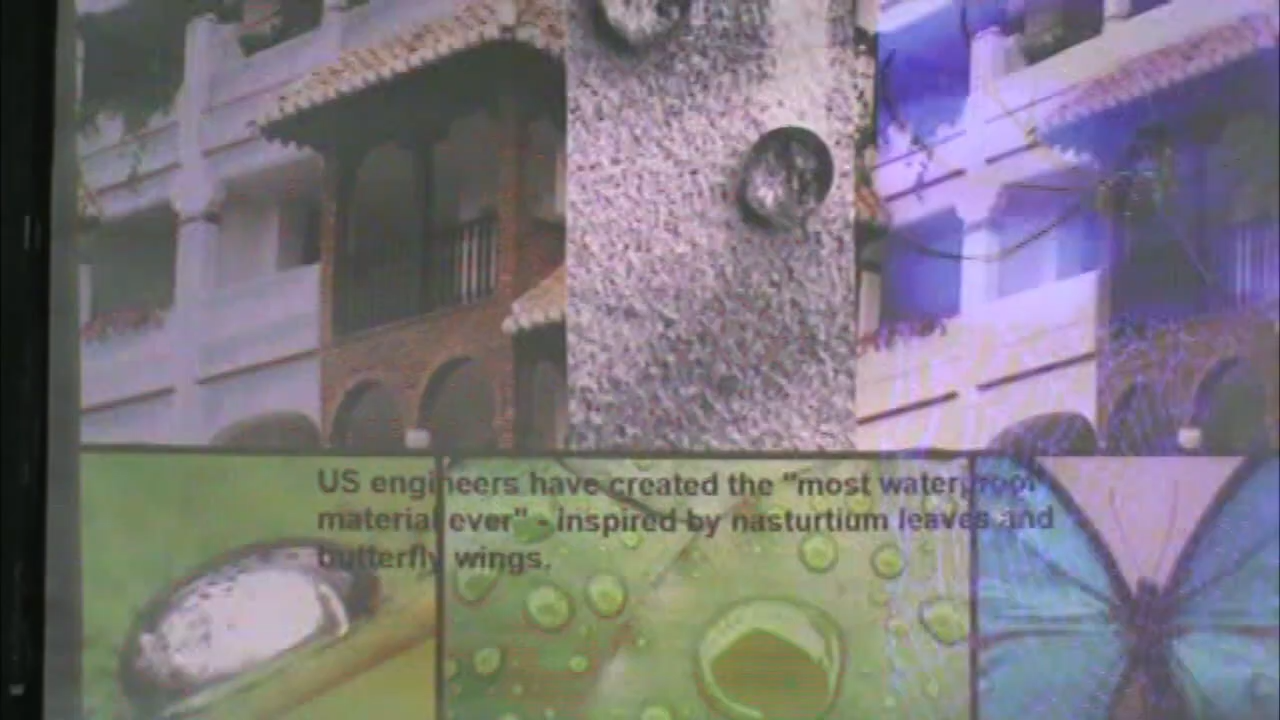 US engineers have created the "most waterproof
material ever" - inspired by nasturtium leaves and
butterfly wings.